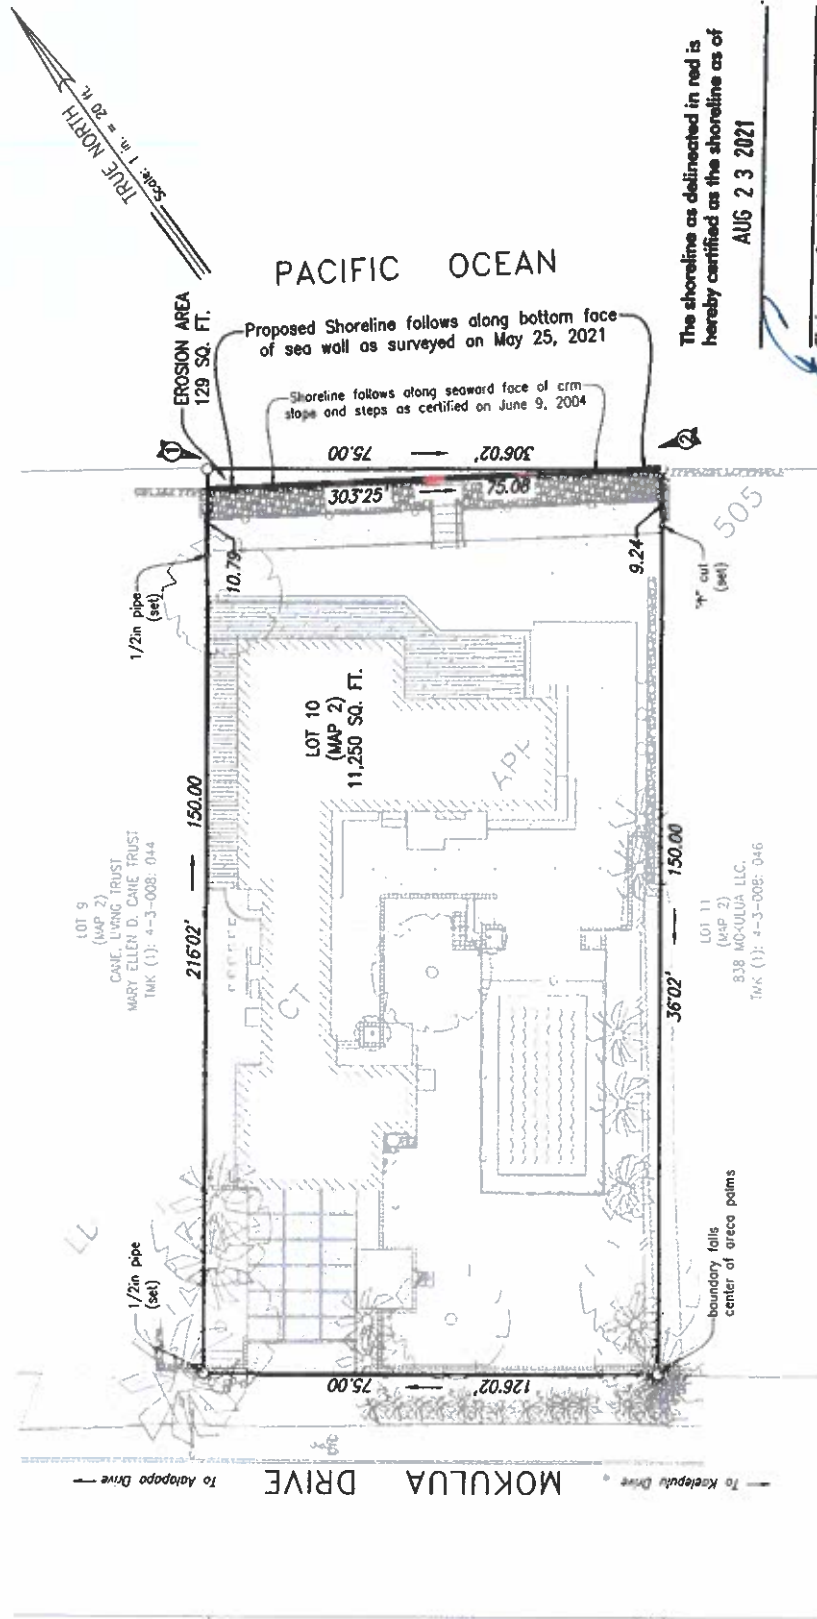 TRUE NORTH
Scale: 1 in. = 20 ft.
The shoreline as delineated in red is
hereby certified as the shoreline as of
AUG 23 2021
PACIFIC OCEAN
EROSION AREA
129 SQ. FT.
Proposed Shoreline follows along bottom face
of sea wall as surveyed on May 25, 2021
Shoreline follows along seaward face of crm
slope and steps as certified on June 9, 2004
1
2
75.00
306.02'
303°25'
75.08
10.79
9.24
1/2in pipe
(set)
"↑" cut
(set)
505
LOT 10
(MAP 2)
11,250 SQ. FT.
APP
LOT 9
(MAP 2)
CANE, LIVING TRUST
MARY ELLEN D. CANE TRUST
TMK (1): 4-3-008: 044
216°02'
150.00
CT
LOT 11
(MAP 2)
838 MOKULUA LLC.
TMK (1): 4-3-008: 046
36°02'
150.00
LL
1/2in pipe
(set)
boundary falls
center of areca palms
75.00
126.02'
To Aalapapa Drive
MOKULUA DRIVE
To Kaelepulu Drive